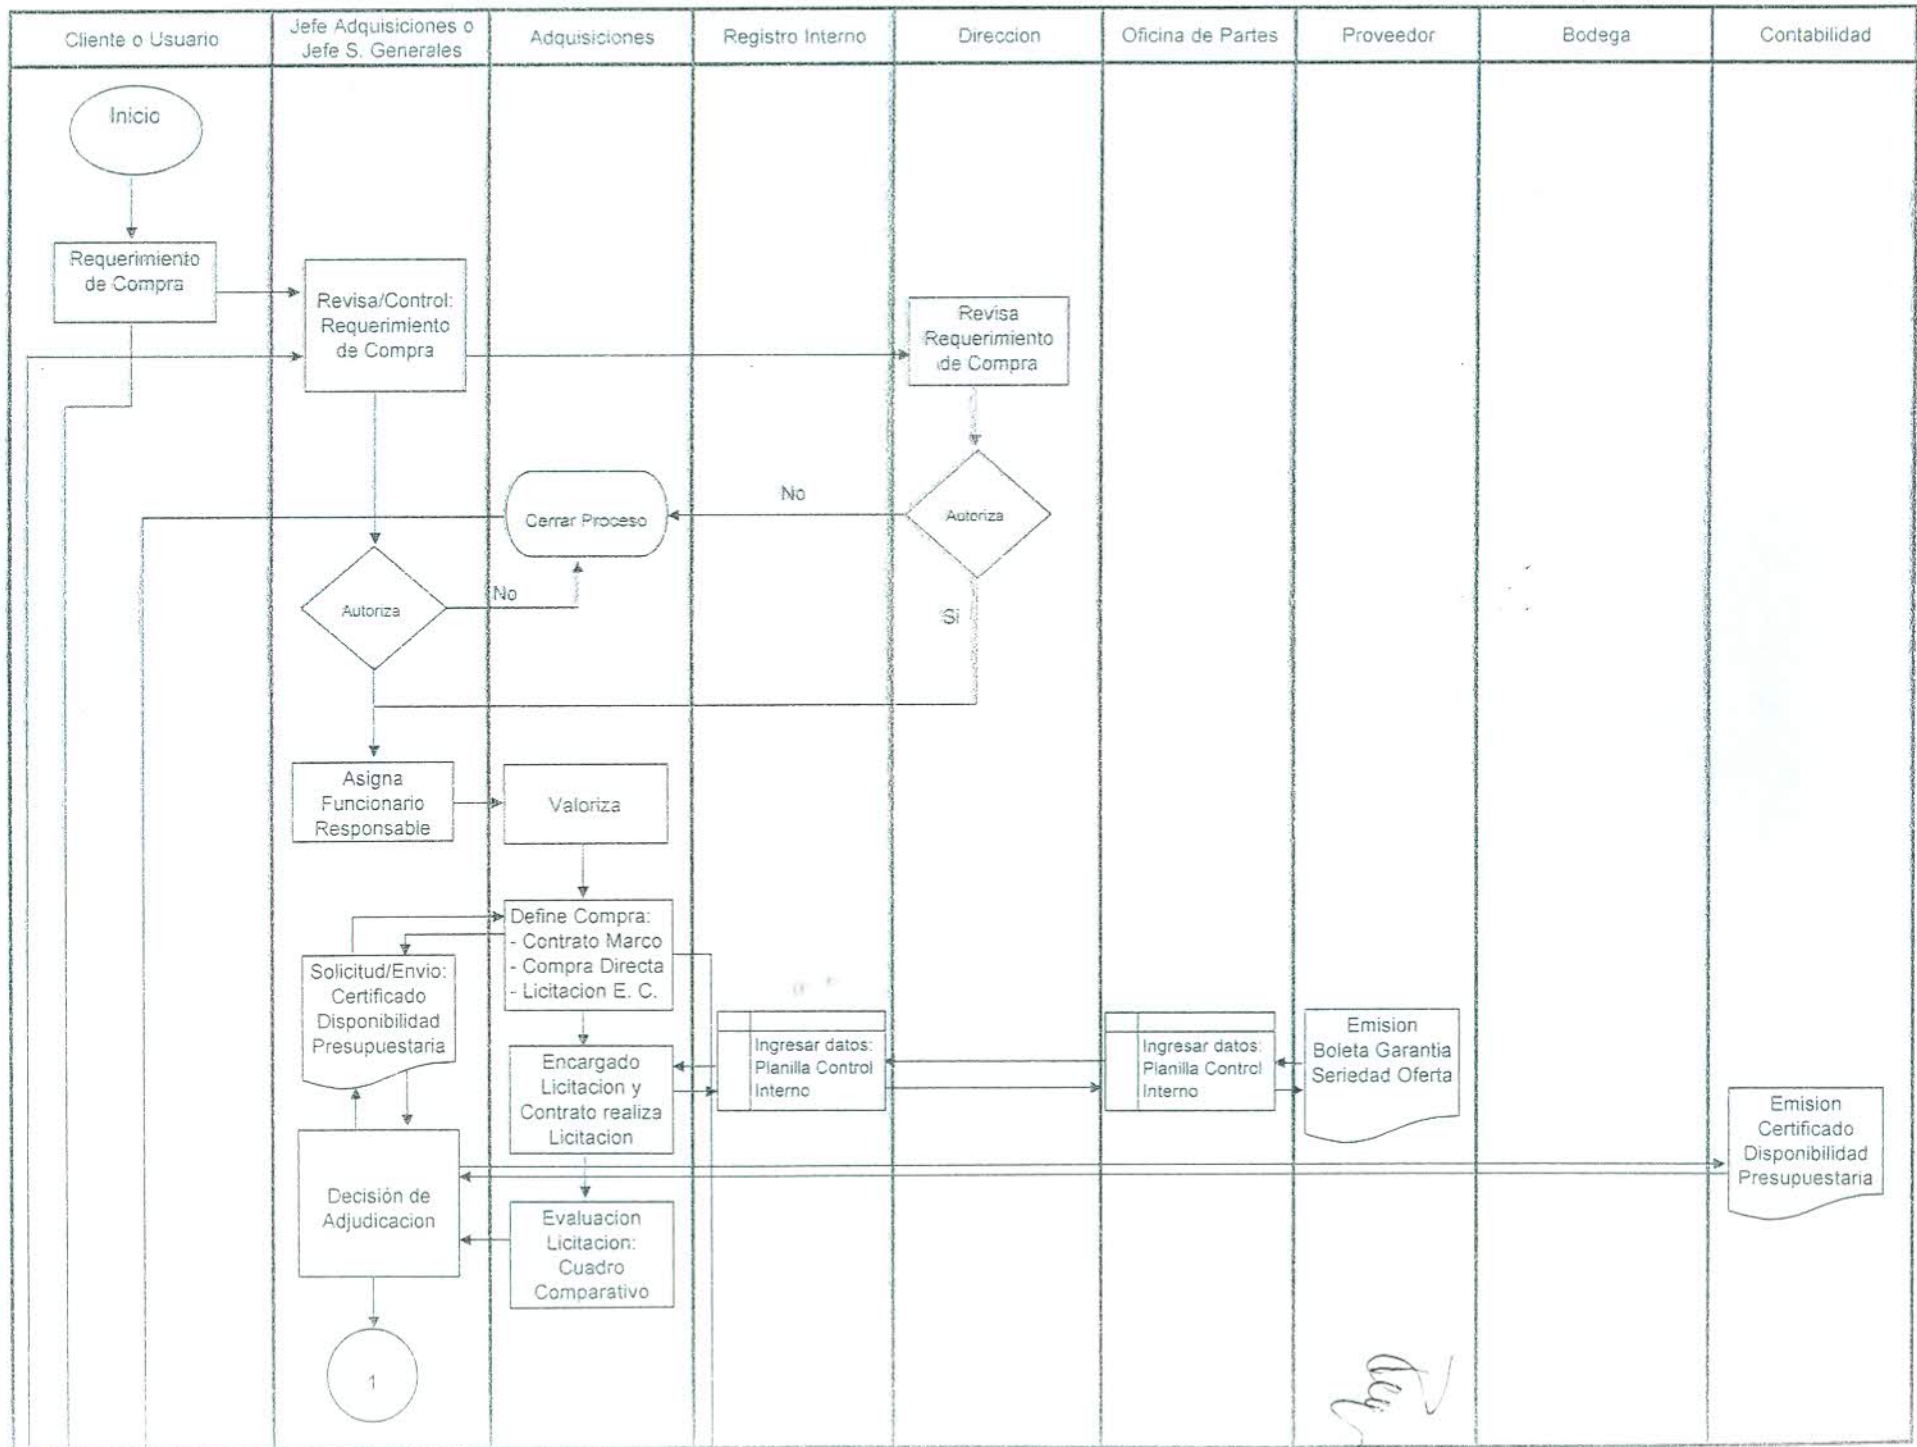 Cliente o Usuario
Jefe Adquisiciones o
Jefe S. Generales
Adquisiciones
Registro Interno
Direccion
Oficina de Partes
Proveedor
Bodega
Contabilidad
Inicio
Requerimiento
de Compra
Revisa/Control:
Requerimiento
de Compra
Revisa
Requerimiento
de Compra
Cerrar Proceso
No
Autoriza
Autoriza
No
Si
Asigna
Funcionario
Responsable
Valoriza
Define Compra:
- Contrato Marco
- Compra Directa
- Licitacion E. C.
Solicitud/Envio:
Certificado
Disponibilidad
Presupuestaria
Encargado
Licitacion y
Contrato realiza
Licitacion
Ingresar datos:
Planilla Control
Interno
Ingresar datos:
Planilla Control
Interno
Emision
Boleta Garantia
Seriedad Oferta
Emision
Certificado
Disponibilidad
Presupuestaria
Decisión de
Adjudicacion
Evaluacion
Licitacion:
Cuadro
Comparativo
1